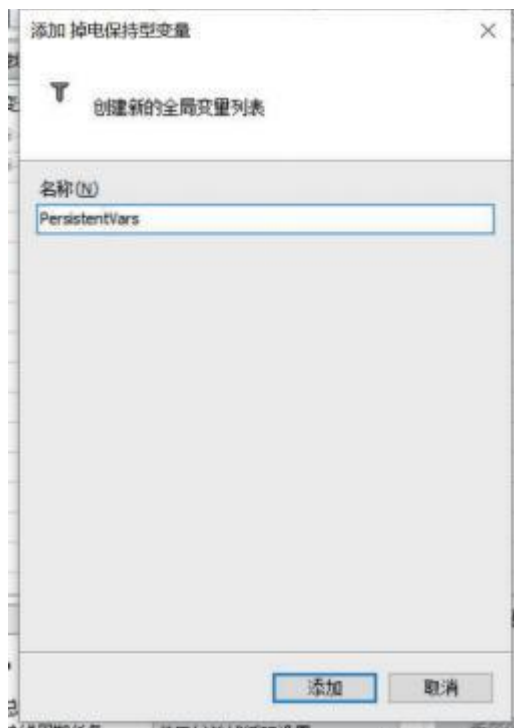 添加 掉电保持型变量
创建新的全局变量列表
名称(N)
PersistentVars
添加
取消